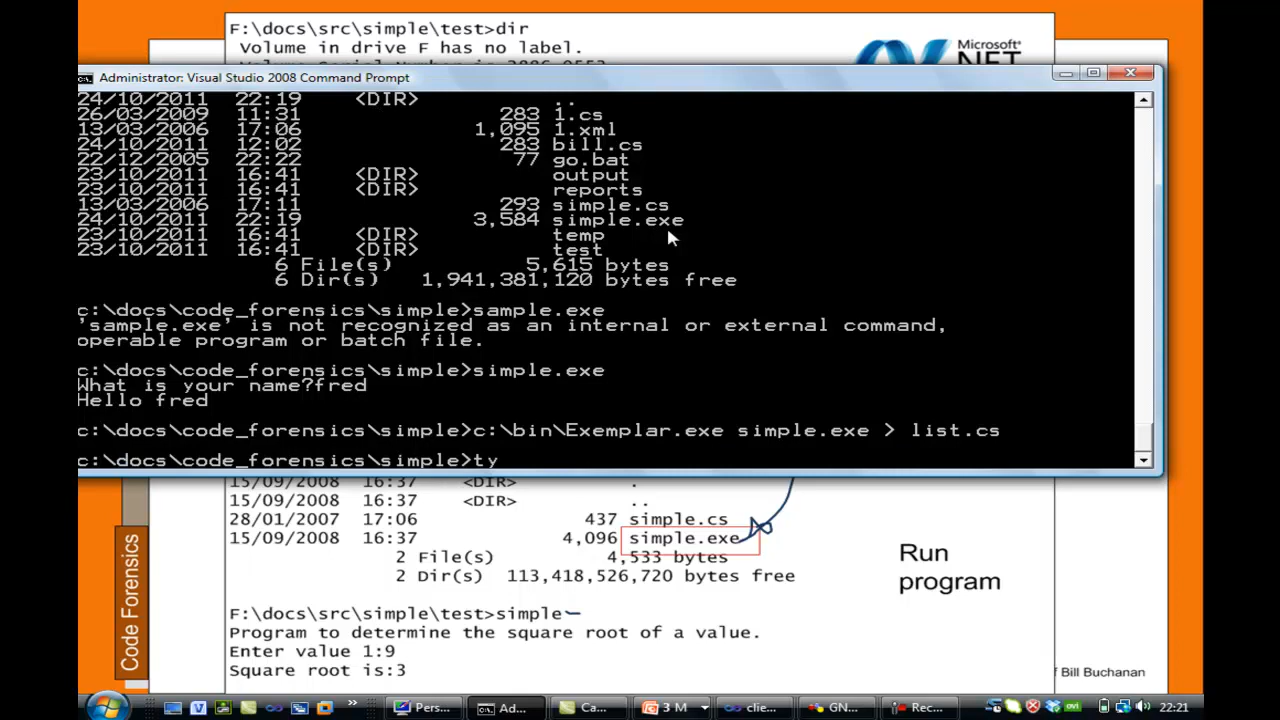 F:\docs\src\simple\test>dir
Volume in drive F has no label.
Microsoft®
.NET
Administrator: Visual Studio 2008 Command Prompt
24/10/2011 22:19 <DIR> ..
26/03/2009 11:31 283 1.cs
13/03/2006 17:06 1,095 1.xml
24/10/2011 12:02 283 bill.cs
22/12/2005 22:22 77 go.bat
23/10/2011 16:41 <DIR> output
23/10/2011 16:41 <DIR> reports
13/03/2006 17:11 293 simple.cs
24/10/2011 22:19 3,584 simple.exe
23/10/2011 16:41 <DIR> temp
23/10/2011 16:41 <DIR> test
6 File(s) 5,615 bytes
6 Dir(s) 1,941,381,120 bytes free
c:\docs\code_forensics\simple>sample.exe
'sample.exe' is not recognized as an internal or external command,
operable program or batch file.
c:\docs\code_forensics\simple>simple.exe
What is your name?fred
Hello fred
c:\docs\code_forensics\simple>c:\bin\Exemplar.exe simple.exe > list.cs
c:\docs\code_forensics\simple>ty
15/09/2008 16:37 <DIR> .
15/09/2008 16:37 <DIR> ..
28/01/2007 17:06 437 simple.cs
15/09/2008 16:37 4,096 simple.exe
2 File(s) 4,533 bytes
2 Dir(s) 113,418,526,720 bytes free
Run
program
F:\docs\src\simple\test>simple
Program to determine the square root of a value.
Enter value 1:9
Square root is:3
Code Forensics
f Bill Buchanan
Pers... Ad... Ca... 3 M clie... GN... Rec... 22:21